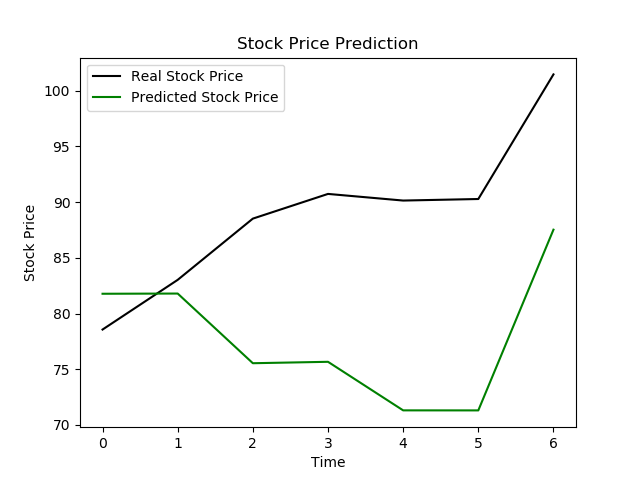 Stock Price Prediction
Real Stock Price
Predicted Stock Price
Stock Price
100
95
90
85
80
75
70
0 1 2 3 4 5 6
Time